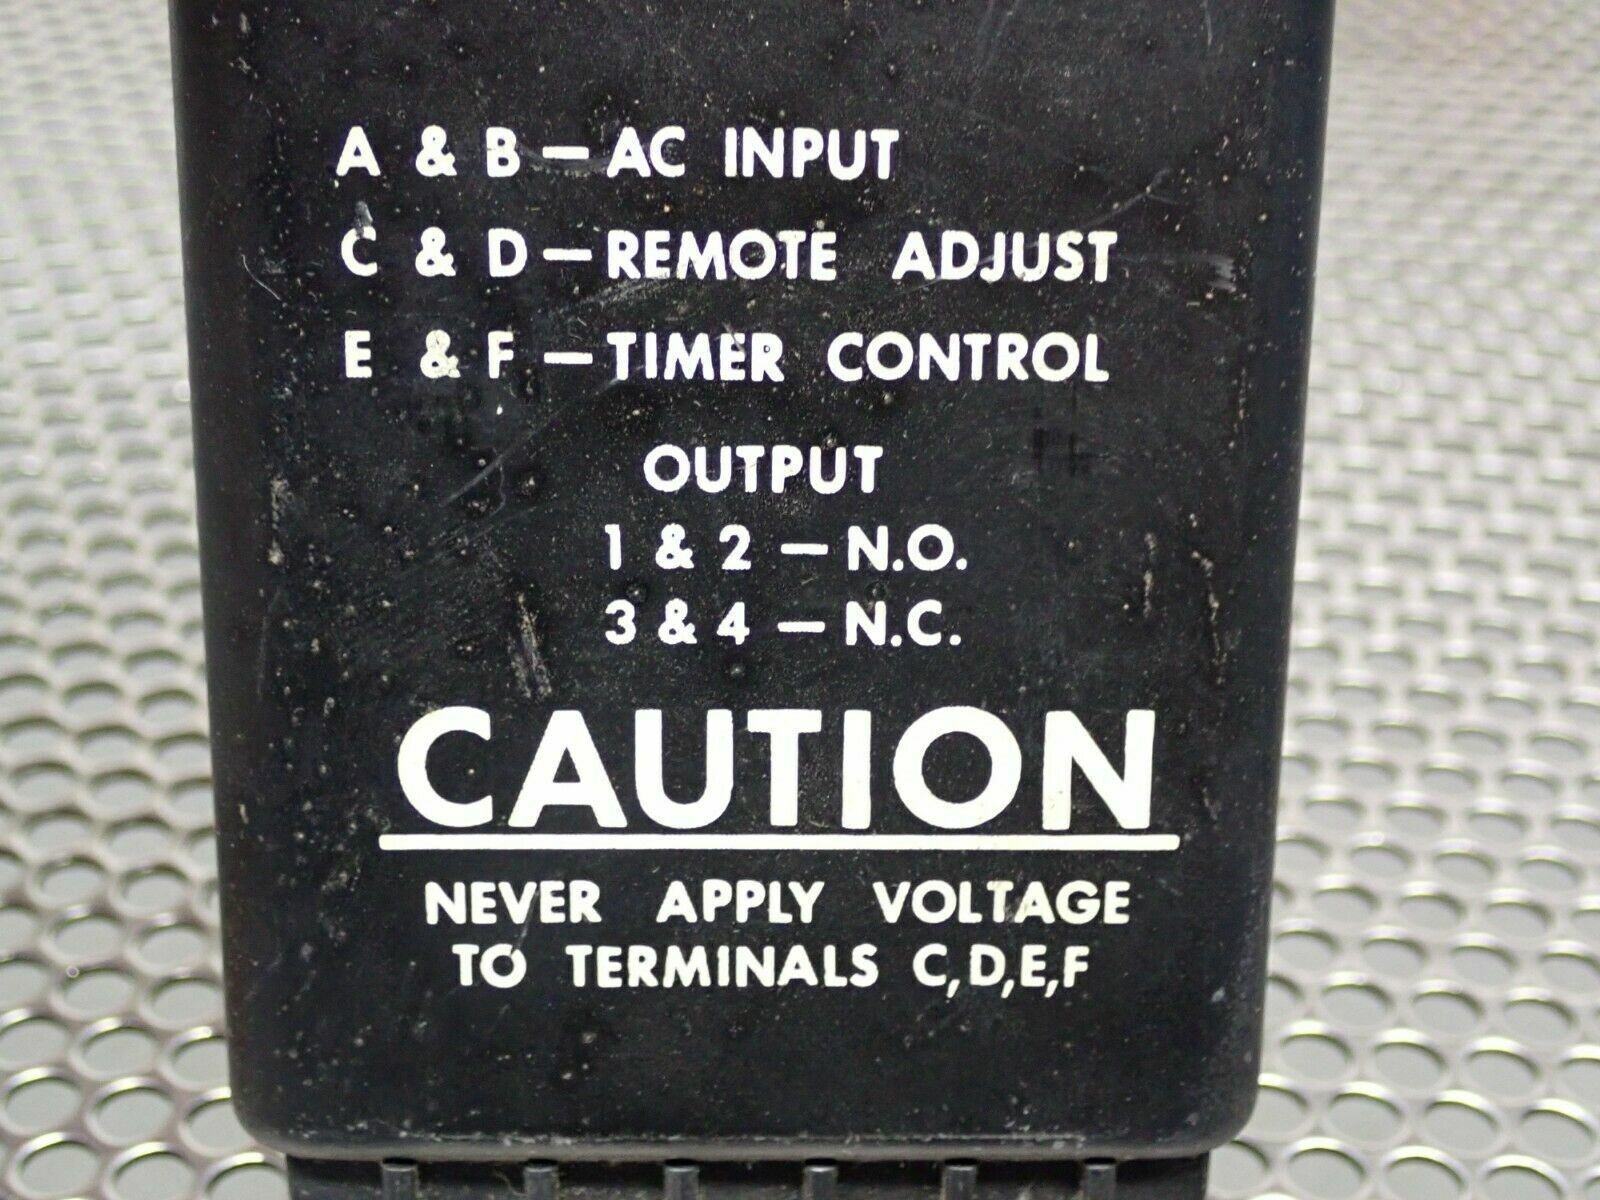 A & B — AC INPUT
C & D — REMOTE ADJUST
E & F — TIMER CONTROL
OUTPUT
1 & 2 — N.O.
3 & 4 — N.C.
CAUTION
NEVER APPLY VOLTAGE
TO TERMINALS C,D,E,F